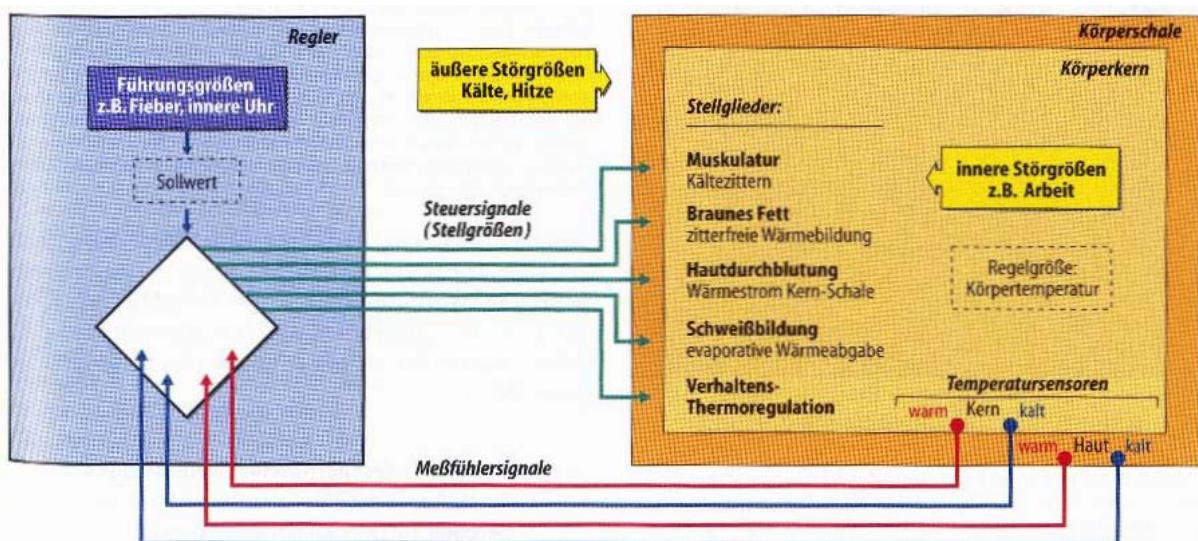 Regler
Führungsgrößen
z.B. Fieber, innere Uhr
Sollwert
äußere Störgrößen
Kälte, Hitze
Steuersignale
(Stellgrößen)
Meßfühlersignale
Körperschale
Körperkern
Stellglieder:
Muskulatur
Kältezittern
Braunes Fett
zitterfreie Wärmebildung
Hautdurchblutung
Wärmestrom Kern-Schale
Schweißbildung
evaporative Wärmeabgabe
Verhaltens-
Thermoregulation
innere Störgrößen
z.B. Arbeit
Regelgröße:
Körpertemperatur
Temperatursensoren
warm Kern kalt
warm Haut kalt